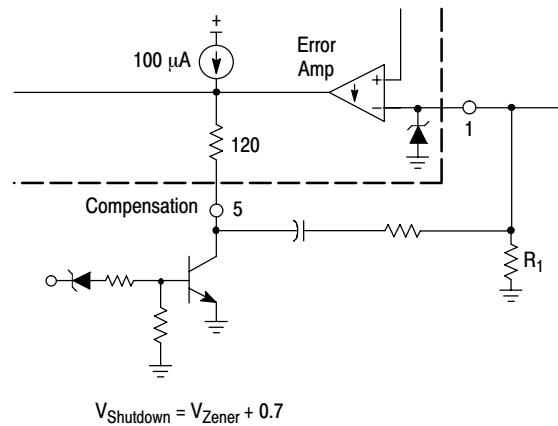 +
100 μA
Error
Amp
+
−
1
120
Compensation
5
R1
VShutdown = VZener + 0.7